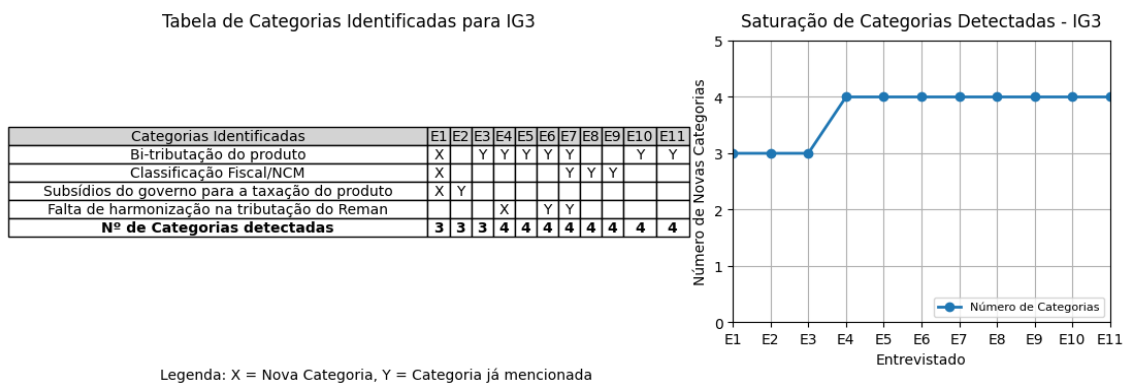 Tabela de Categorias Identificadas para IG3
Categorias Identificadas E1 E2 E3 E4 E5 E6 E7 E8 E9 E10 E11
Bi-tributação do produto X Y Y Y Y Y Y Y
Classificação Fiscal/NCM X Y Y Y
Subsídios do governo para a taxação do produto X Y
Falta de harmonização na tributação do Reman X Y Y
Nº de Categorias detectadas 3 3 3 4 4 4 4 4 4 4 4
Legenda: X = Nova Categoria, Y = Categoria já mencionada
Saturação de Categorias Detectadas - IG3
Número de Novas Categorias
5
4
3
2
1
0
Número de Categorias
E1 E2 E3 E4 E5 E6 E7 E8 E9 E10 E11
Entrevistado